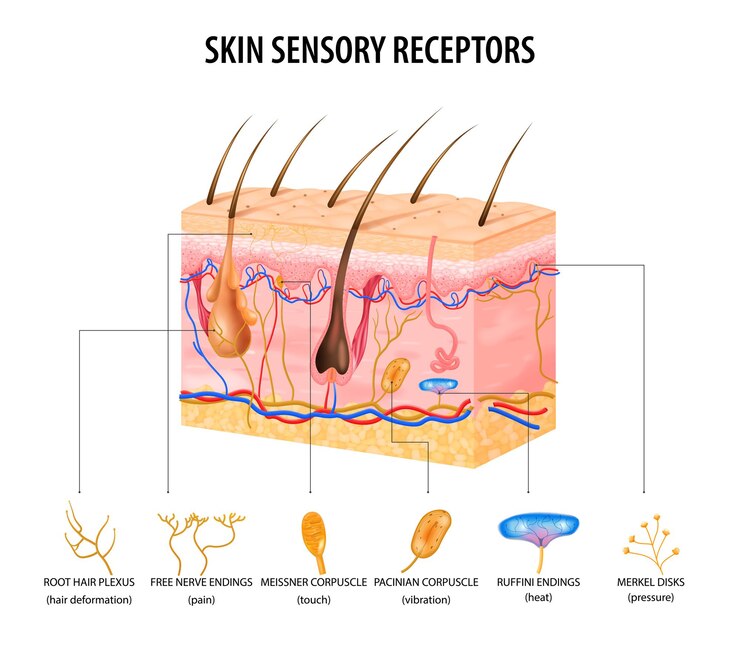 SKIN SENSORY RECEPTORS
ROOT HAIR PLEXUS
(hair deformation)
FREE NERVE ENDINGS
(pain)
MEISSNER CORPUSCLE
(touch)
PACINIAN CORPUSCLE
(vibration)
RUFFINI ENDINGS
(heat)
MERKEL DISKS
(pressure)